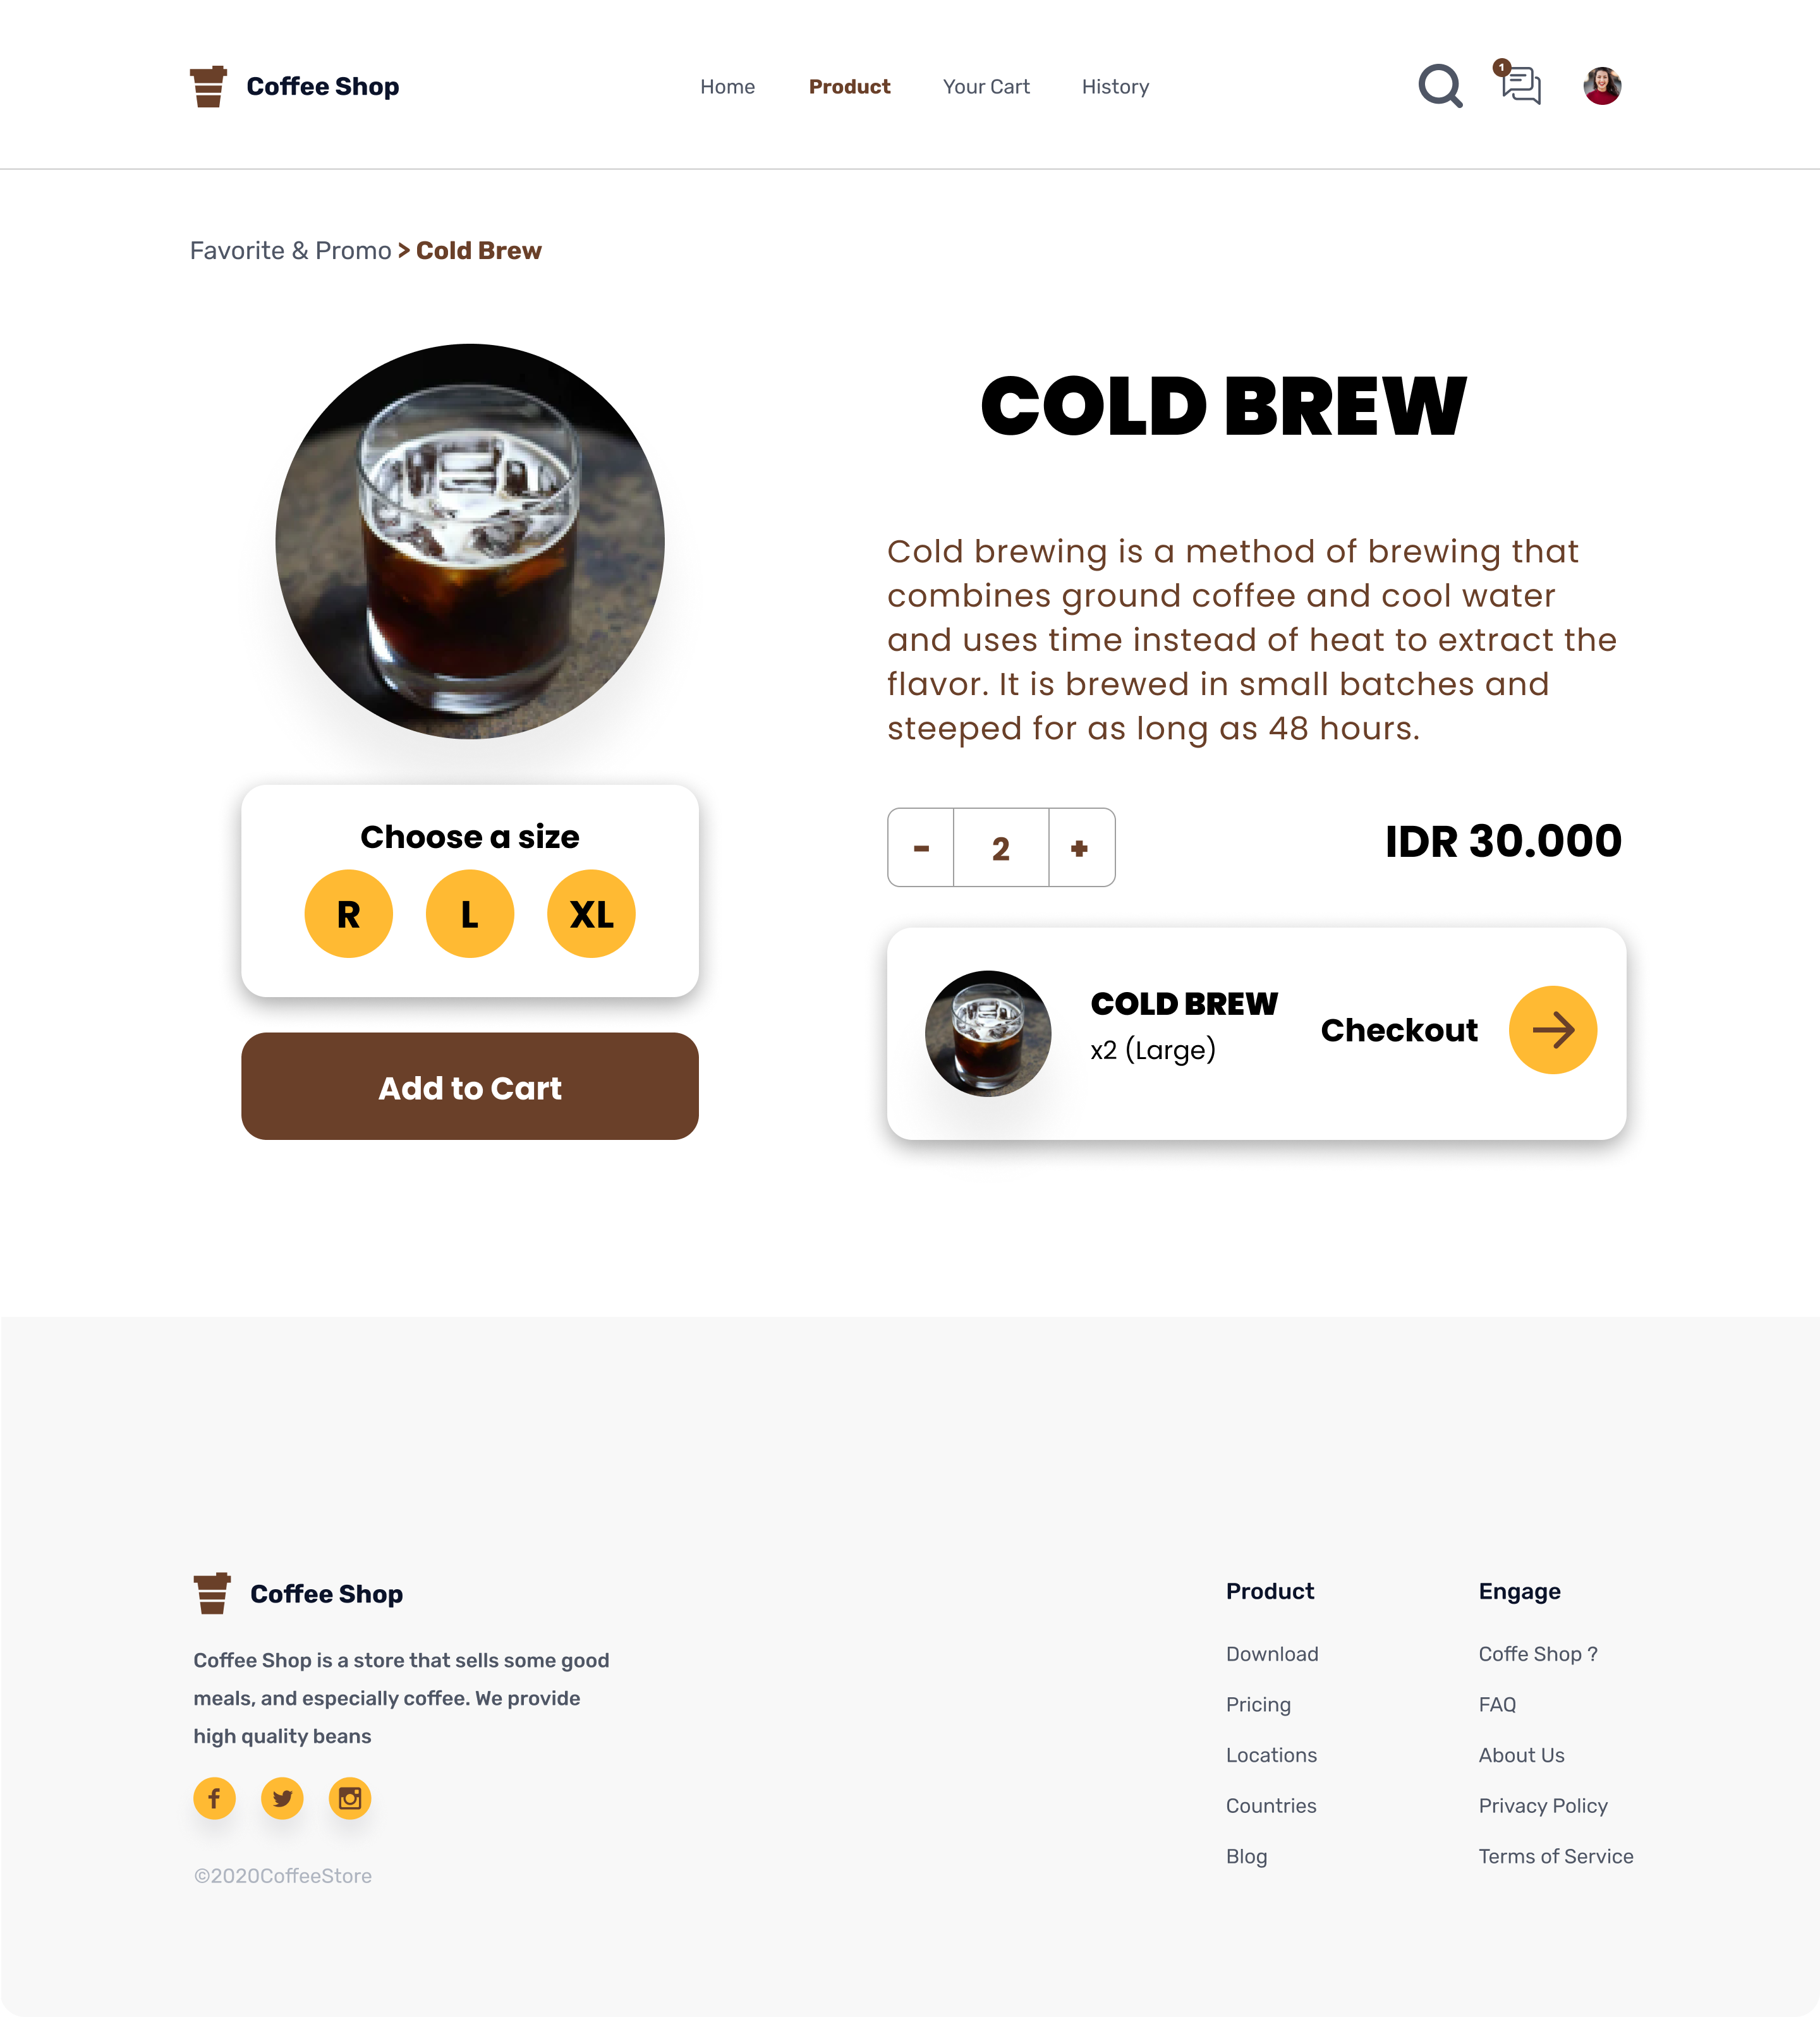 Coffee Shop
Home
Product
Your Cart
History
1
Favorite & Promo > Cold Brew
COLD BREW
Cold brewing is a method of brewing that
combines ground coffee and cool water
and uses time instead of heat to extract the
flavor. It is brewed in small batches and
steeped for as long as 48 hours.
Choose a size
R
L
XL
- 2 +
IDR 30.000
Add to Cart
COLD BREW
x2 (Large)
Checkout
Coffee Shop
Coffee Shop is a store that sells some good
meals, and especially coffee. We provide
high quality beans
©2020CoffeeStore
Product
Download
Pricing
Locations
Countries
Blog
Engage
Coffe Shop ?
FAQ
About Us
Privacy Policy
Terms of Service